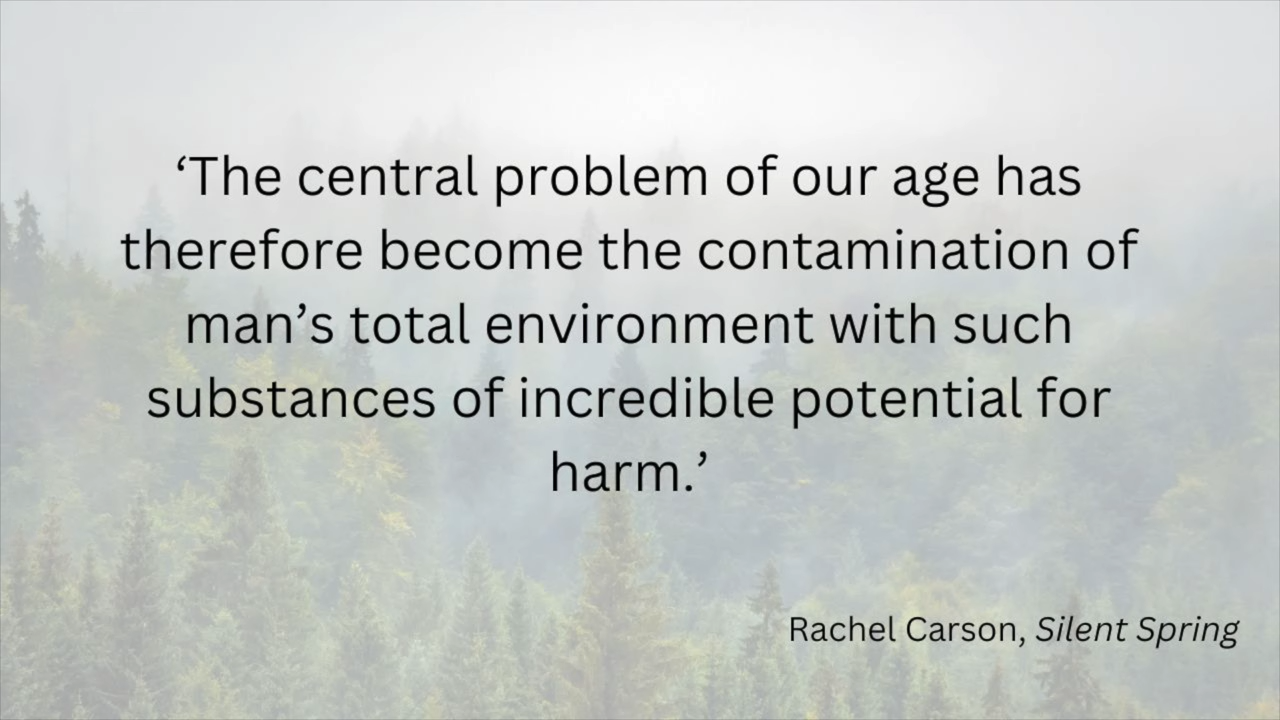 ‘The central problem of our age has
therefore become the contamination of
man’s total environment with such
substances of incredible potential for
harm.’
Rachel Carson, Silent Spring